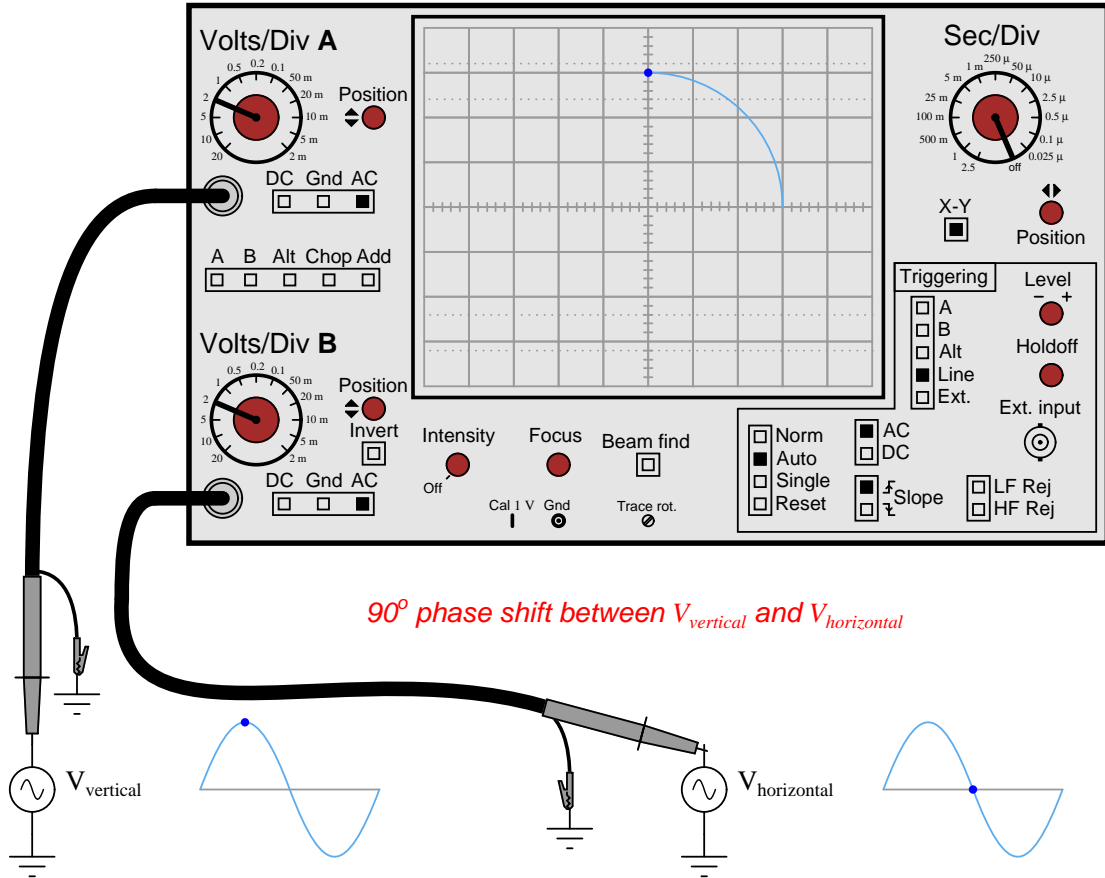 Volts/Div A
20 10 5 2 1 0.5 0.2 0.1 50 m 20 m 10 m 5 m 2 m
Position
DC Gnd AC
A B Alt Chop Add
Volts/Div B
20 10 5 2 1 0.5 0.2 0.1 50 m 20 m 10 m 5 m 2 m
Position
Invert
DC Gnd AC
Intensity
Off
Focus
Beam find
Cal 1 V Gnd
Trace rot.
Sec/Div
2.5 1 500 m 100 m 25 m 5 m 1 m 250 μ 50 μ 10 μ 2.5 μ 0.5 μ 0.1 μ 0.025 μ off
X-Y
Position
Triggering
A
B
Alt
Line
Ext.
Level
− +
Holdoff
Ext. input
Norm
Auto
Single
Reset
AC
DC
Slope
LF Rej
HF Rej
90° phase shift between Vvertical and Vhorizontal
Vvertical
Vhorizontal